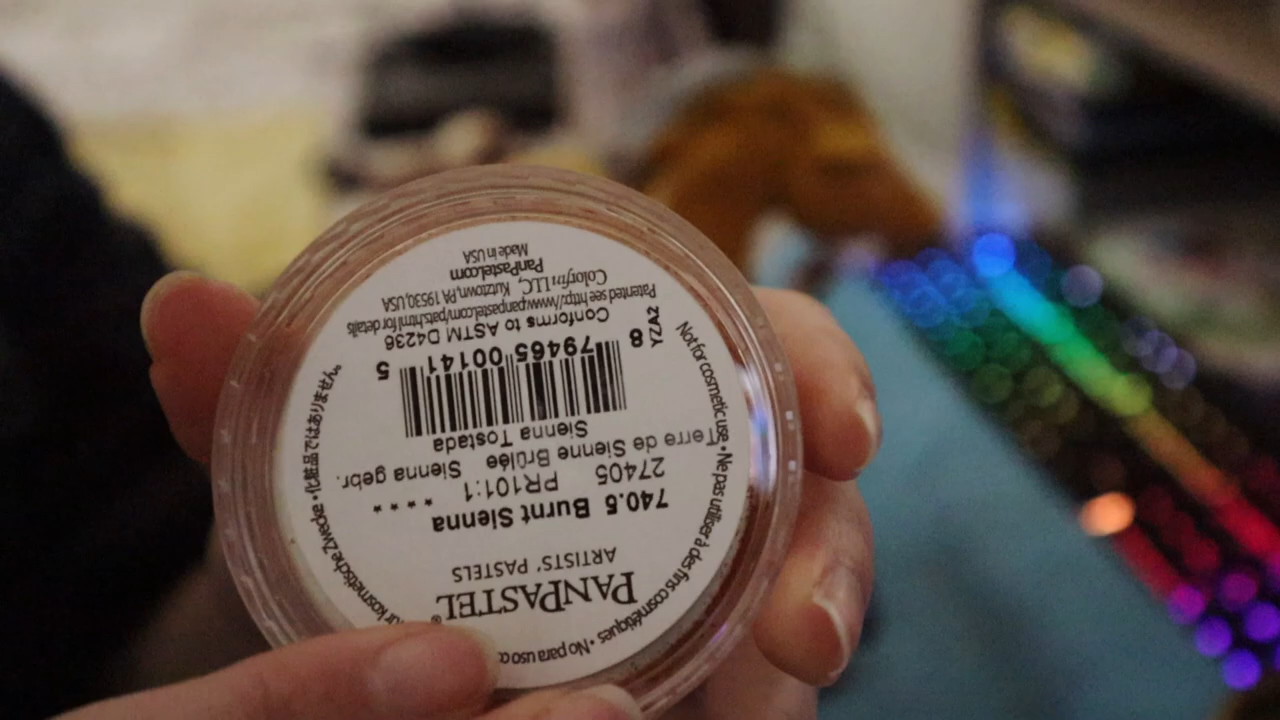 PANPASTEL®
ARTISTS' PASTELS
740.5 Burnt Sienna
27405 PR101:1 ****
Terre de Sienne Brûlée Sienna gebr.
Sienna Tostada
8 79465 00141 5
YZA2
Conforms to ASTM D4236
Patented see http://www.panpastel.com/pats.html for details
Colorfin LLC, Kutztown, PA 19530, USA
PanPastel.com
Made in USA
Not for cosmetic use • Ne pas utiliser à des fins cosmétiques • No para uso
kosmetische Zwecke • 化粧品ではありません。